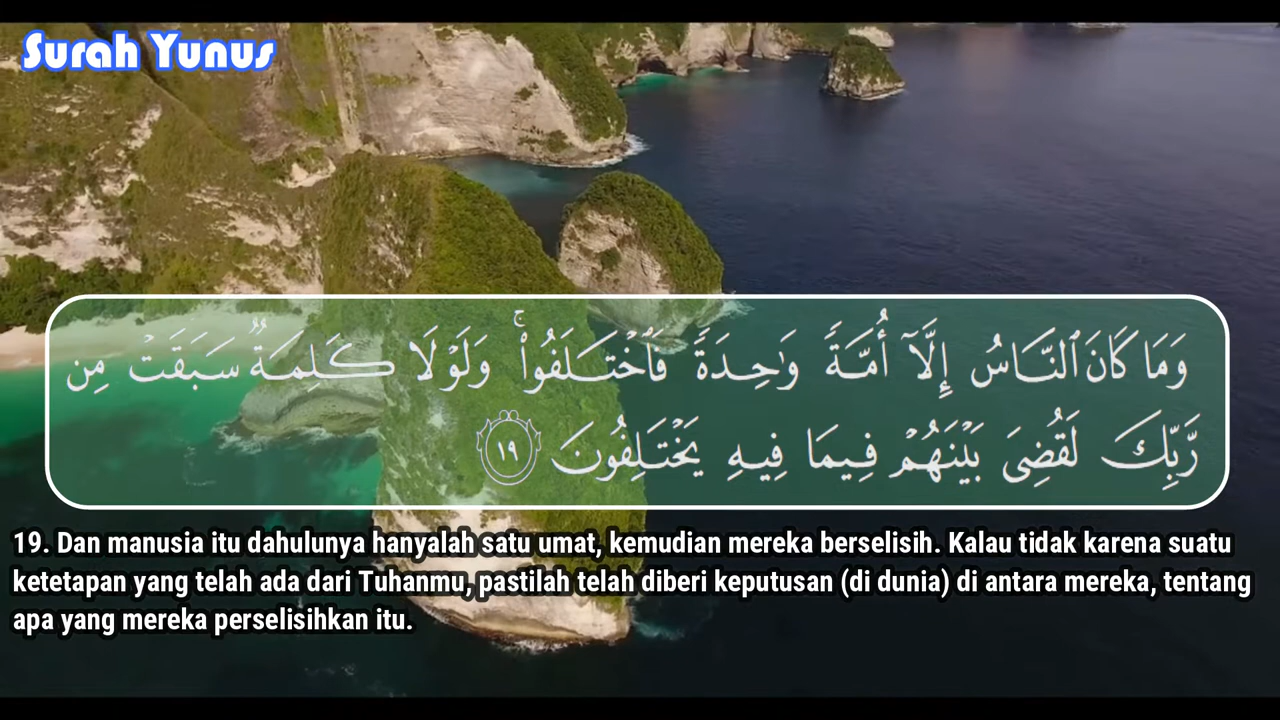 Surah Yunus
وَمَا كَانَ ٱلنَّاسُ إِلَّآ أُمَّةً وَٰحِدَةً فَٱخْتَلَفُوا۟ ۚ وَلَوْلَا كَلِمَةٌ سَبَقَتْ مِن
رَّبِّكَ لَقُضِىَ بَيْنَهُمْ فِيمَا فِيهِ يَخْتَلِفُونَ ١٩
19. Dan manusia itu dahulunya hanyalah satu umat, kemudian mereka berselisih. Kalau tidak karena suatu
ketetapan yang telah ada dari Tuhanmu, pastilah telah diberi keputusan (di dunia) di antara mereka, tentang
apa yang mereka perselisihkan itu.